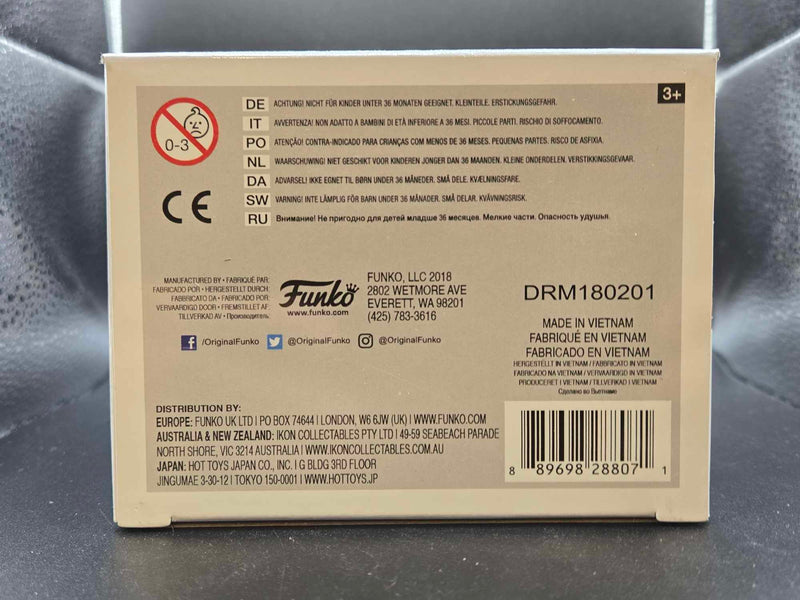 3+
0-3
DE ACHTUNG! NICHT FÜR KINDER UNTER 36 MONATEN GEEIGNET. KLEINTEILE. ERSTICKUNGSGEFAHR.
IT AVVERTENZA! NON ADATTO A BAMBINI DI ETÀ INFERIORE A 36 MESI. PICCOLE PARTI. RISCHIO DI SOFFOCAMENTO.
PO ATENÇÃO! CONTRA-INDICADO PARA CRIANÇAS COM MENOS DE 36 MESES. PEQUENAS PARTES. RISCO DE ASFIXIA.
NL WAARSCHUWING! NIET GESCHIKT VOOR KINDEREN JONGER DAN 36 MAANDEN. KLEINE ONDERDELEN. VERSTIKKINGSGEVAAR.
DA ADVARSEL! IKKE EGNET TIL BØRN UNDER 36 MÅNEDER. SMÅ DELE. KVÆLNINGSFARE.
SW VARNING! INTE LÄMPLIG FÖR BARN UNDER 36 MÅNADER. SMÅ DELAR. KVÄVNINGSRISK.
RU Внимание! Не пригодно для детей младше 36 месяцев. Мелкие части. Опасность удушья.
CE
MANUFACTURED BY • FABRIQUÉ PAR:
FABRICADO POR • HERGESTELLT DURCH:
FABBRICATO DA • FABRICADO POR:
VERVAARDIGD DOOR • FREMSTILLET AF:
TILLVERKAD AV • Производитель:
Funko
www.funko.com
FUNKO, LLC 2018
2802 WETMORE AVE
EVERETT, WA 98201
(425) 783-3616
/OriginalFunko @OriginalFunko @OriginalFunko
DRM180201
MADE IN VIETNAM
FABRIQUÉ EN VIETNAM
FABRICADO EN VIETNAM
HERGESTELLT IN VIETNAM / FABBRICATO IN VIETNAM
FABRICADO NA VIETNAM / VERVAARDIGD IN VIETNAM
PRODUCERET I VIETNAM / TILLVERKAD I VIETNAM
Сделано во Вьетнаме
DISTRIBUTION BY:
EUROPE: FUNKO UK LTD | PO BOX 74644 | LONDON, W6 6JW (UK) | WWW.FUNKO.COM
AUSTRALIA & NEW ZEALAND: IKON COLLECTABLES PTY LTD | 49-59 SEABEACH PARADE
NORTH SHORE, VIC 3214 AUSTRALIA | WWW.IKONCOLLECTABLES.COM.AU
JAPAN: HOT TOYS JAPAN CO., INC. | G BLDG 3RD FLOOR
JINGUMAE 3-30-12 | TOKYO 150-0001 | WWW.HOTTOYS.JP
8 89698 28807 1